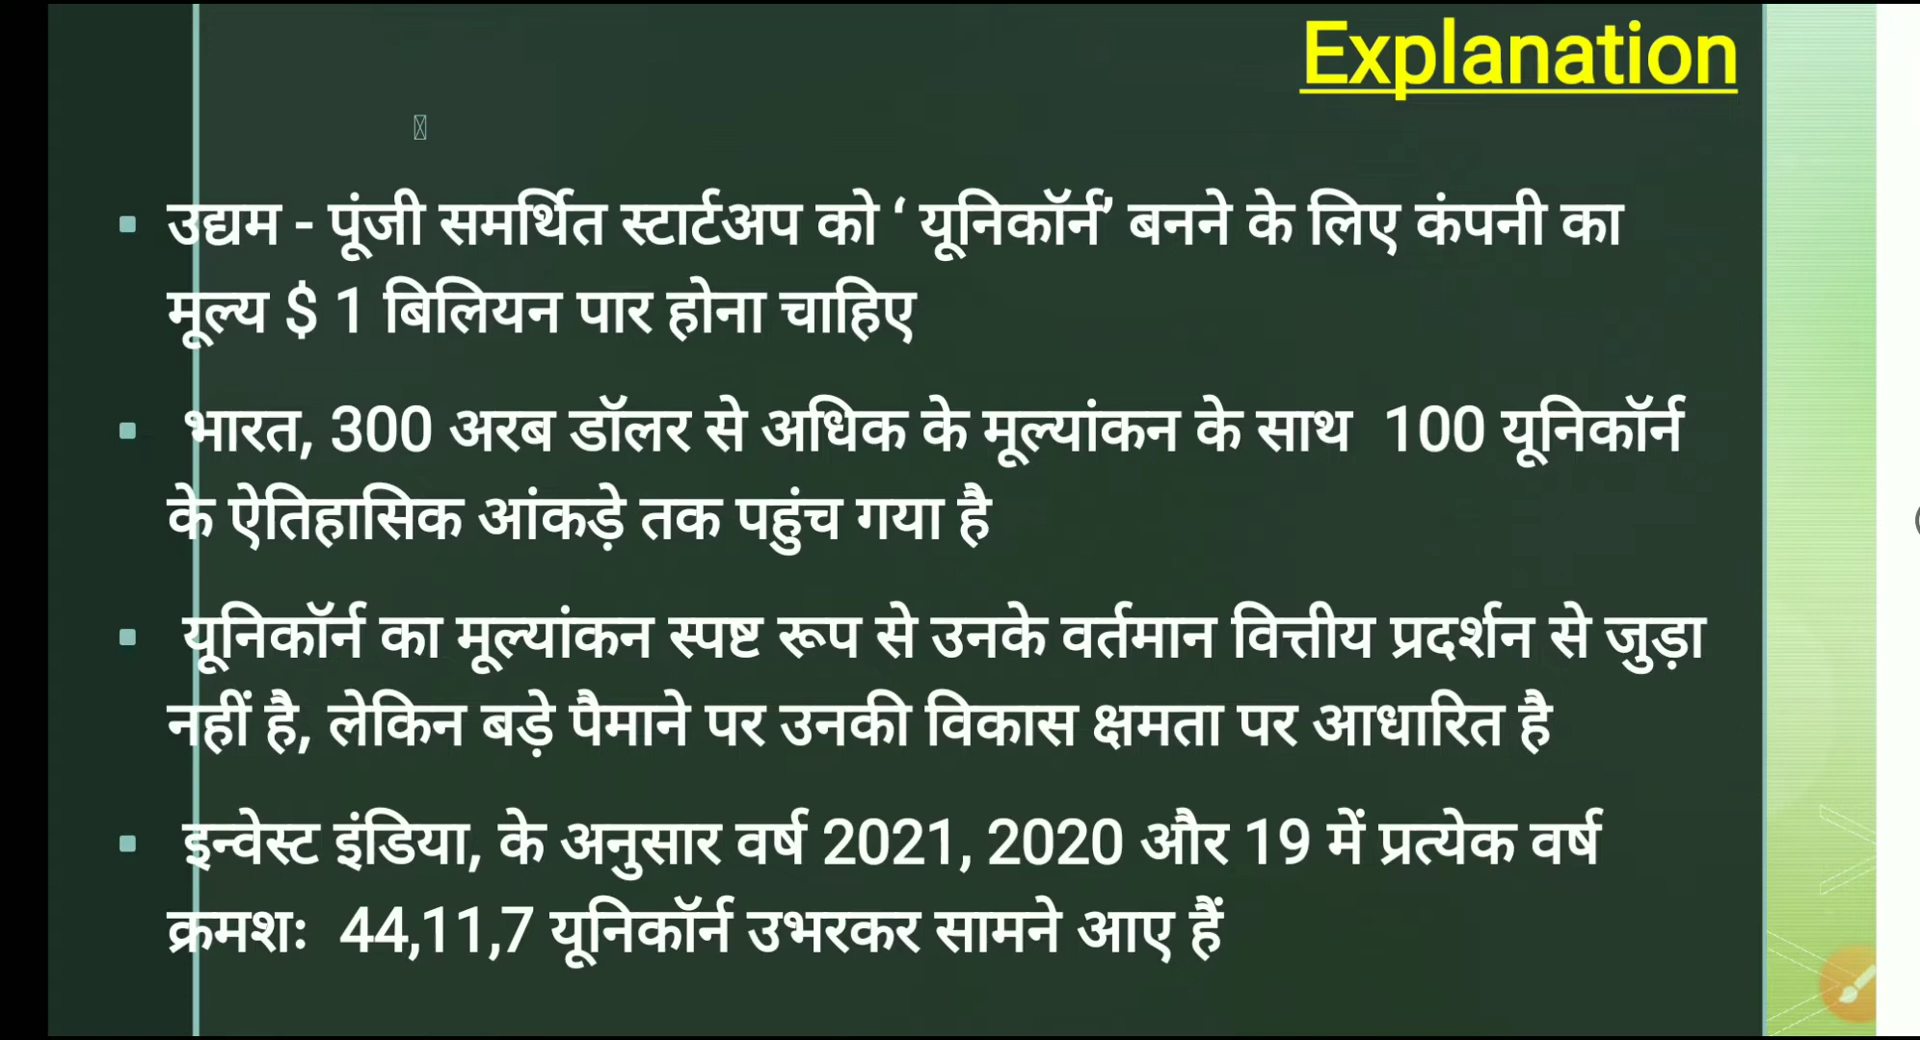 Explanation
उद्यम - पूंजी समर्थित स्टार्टअप को ‘ यूनिकॉर्न’ बनने के लिए कंपनी का
मूल्य $ 1 बिलियन पार होना चाहिए
भारत, 300 अरब डॉलर से अधिक के मूल्यांकन के साथ 100 यूनिकॉर्न
के ऐतिहासिक आंकड़े तक पहुंच गया है
यूनिकॉर्न का मूल्यांकन स्पष्ट रूप से उनके वर्तमान वित्तीय प्रदर्शन से जुड़ा
नहीं है, लेकिन बड़े पैमाने पर उनकी विकास क्षमता पर आधारित है
इन्वेस्ट इंडिया, के अनुसार वर्ष 2021, 2020 और 19 में प्रत्येक वर्ष
क्रमशः 44,11,7 यूनिकॉर्न उभरकर सामने आए हैं